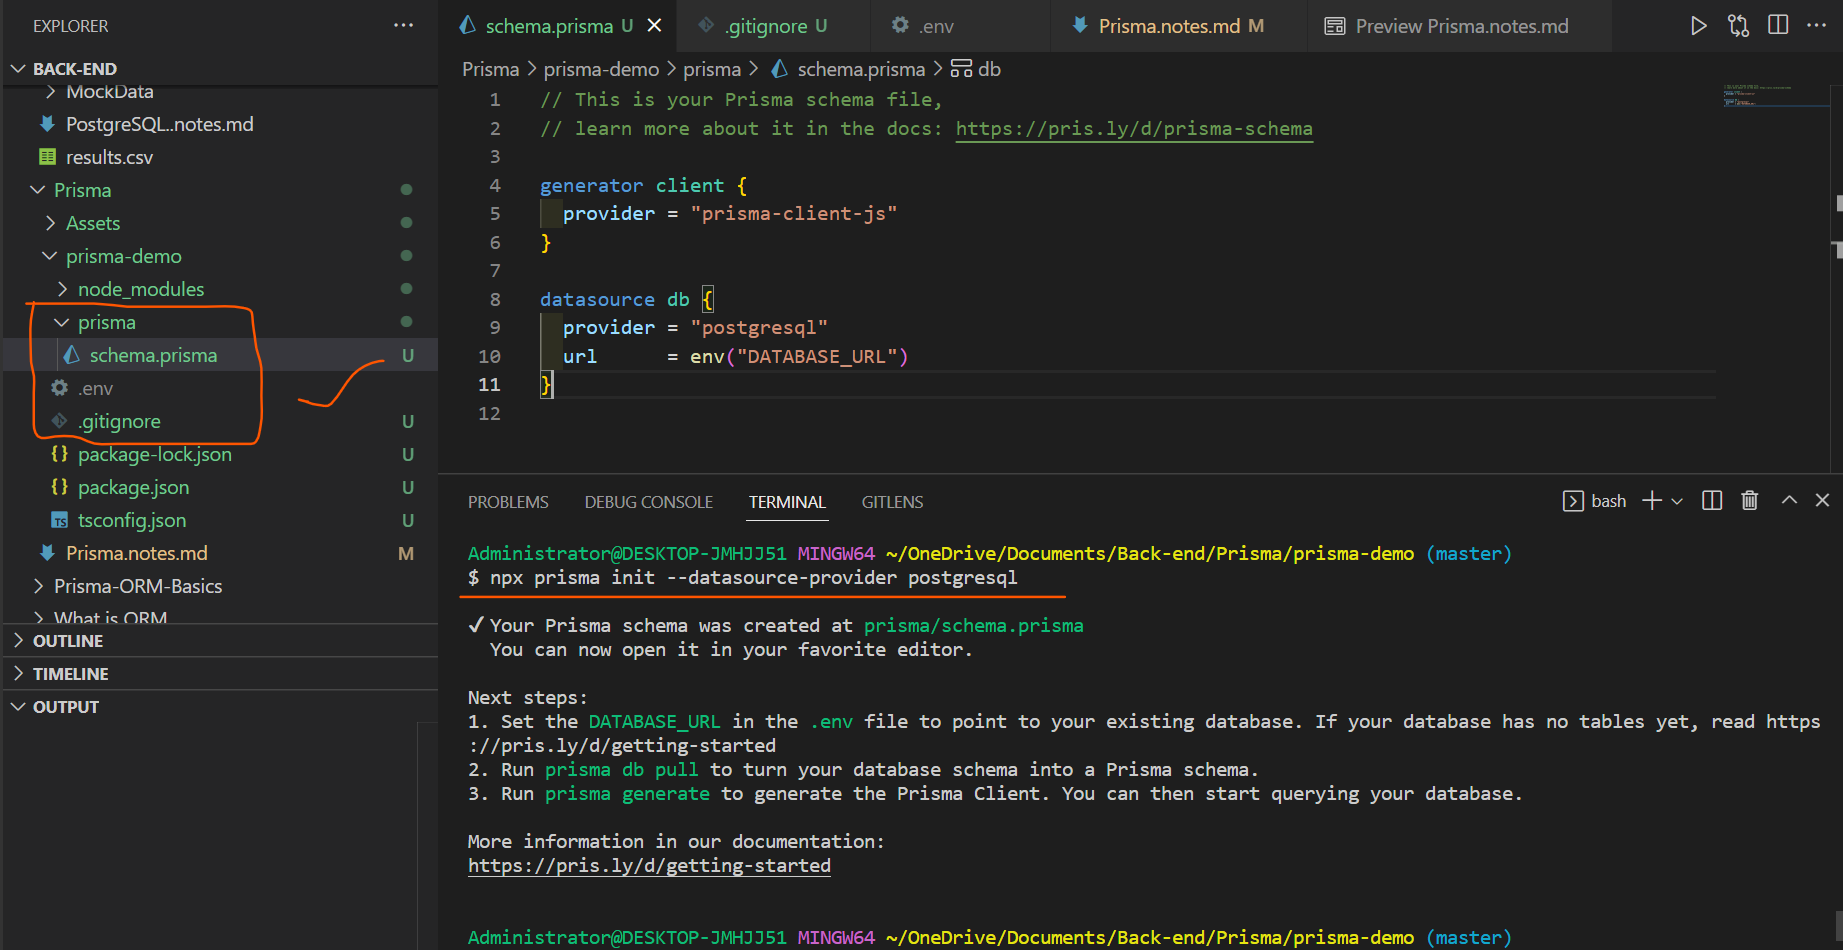 EXPLORER
BACK-END
MockData
PostgreSQL..notes.md
results.csv
Prisma
Assets
prisma-demo
node_modules
prisma
schema.prisma U
.env
.gitignore U
package-lock.json U
package.json U
tsconfig.json U
Prisma.notes.md M
Prisma-ORM-Basics
What is ORM
OUTLINE
TIMELINE
OUTPUT
schema.prisma U .gitignore U .env Prisma.notes.md M Preview Prisma.notes.md
Prisma > prisma-demo > prisma > schema.prisma > db
1 // This is your Prisma schema file,
2 // learn more about it in the docs: https://pris.ly/d/prisma-schema
3
4 generator client {
5   provider = "prisma-client-js"
6 }
7
8 datasource db {
9   provider = "postgresql"
10   url      = env("DATABASE_URL")
11 }
12
PROBLEMS DEBUG CONSOLE TERMINAL GITLENS bash
Administrator@DESKTOP-JMHJJ51 MINGW64 ~/OneDrive/Documents/Back-end/Prisma/prisma-demo (master)
$ npx prisma init --datasource-provider postgresql
✔ Your Prisma schema was created at prisma/schema.prisma
You can now open it in your favorite editor.
Next steps:
1. Set the DATABASE_URL in the .env file to point to your existing database. If your database has no tables yet, read https
://pris.ly/d/getting-started
2. Run prisma db pull to turn your database schema into a Prisma schema.
3. Run prisma generate to generate the Prisma Client. You can then start querying your database.
More information in our documentation:
https://pris.ly/d/getting-started
Administrator@DESKTOP-JMHJJ51 MINGW64 ~/OneDrive/Documents/Back-end/Prisma/prisma-demo (master)